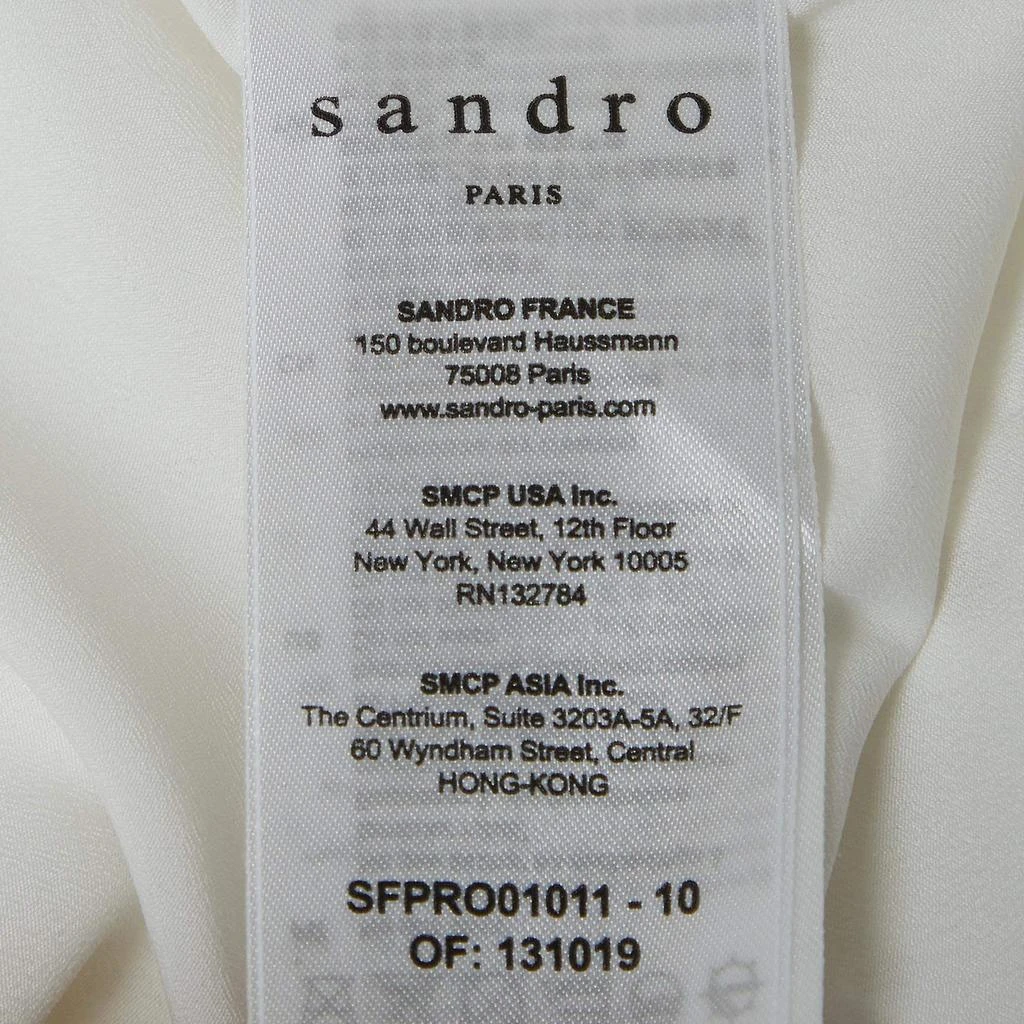 sandro
PARIS
SANDRO FRANCE
150 boulevard Haussmann
75008 Paris
www.sandro-paris.com
SMCP USA Inc.
44 Wall Street, 12th Floor
New York, New York 10005
RN132784
SMCP ASIA Inc.
The Centrium, Suite 3203A-5A, 32/F
60 Wyndham Street, Central
HONG-KONG
SFPRO01011 - 10
OF: 131019